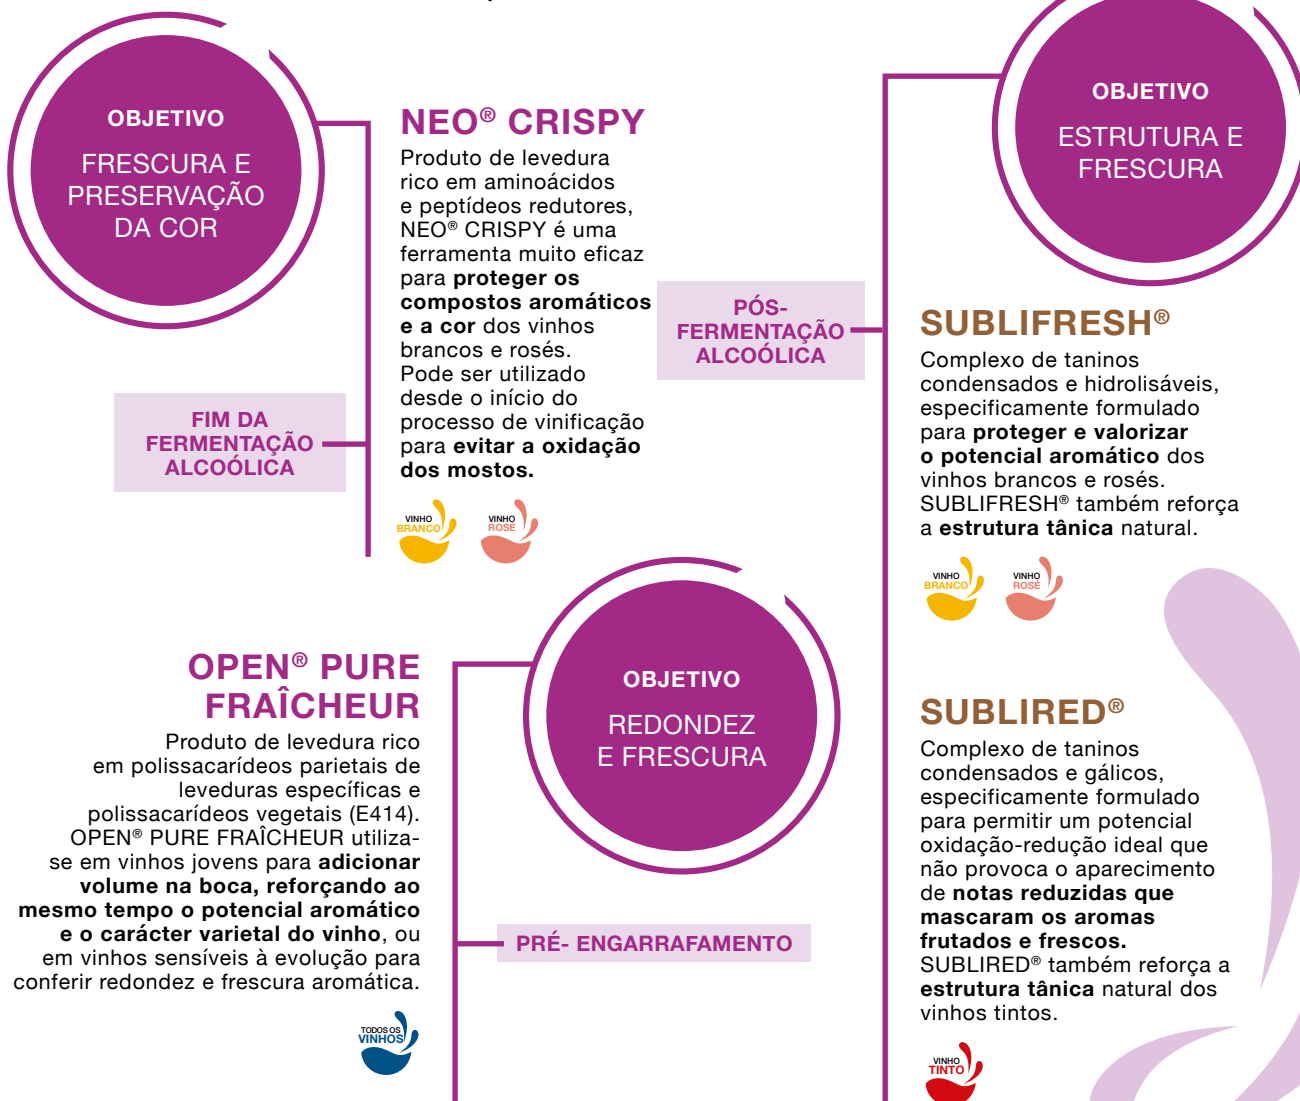 OBJETIVO
FRESCURA E
PRESERVAÇÃO
DA COR
FIM DA
FERMENTAÇÃO
ALCOÓLICA
NEO® CRISPY
Produto de levedura
rico em aminoácidos
e peptídeos redutores,
NEO® CRISPY é uma
ferramenta muito eficaz
para proteger os
compostos aromáticos
e a cor dos vinhos
brancos e rosés.
Pode ser utilizado
desde o início do
processo de vinificação
para evitar a oxidação
dos mostos.
VINHO
BRANCO
VINHO
ROSÉ
OBJETIVO
ESTRUTURA E
FRESCURA
PÓS-
FERMENTAÇÃO
ALCOÓLICA
SUBLIFRESH®
Complexo de taninos
condensados e hidrolisáveis,
especificamente formulado
para proteger e valorizar
o potencial aromático dos
vinhos brancos e rosés.
SUBLIFRESH® também reforça
a estrutura tânica natural.
VINHO
BRANCO
VINHO
ROSÉ
SUBLIRED®
Complexo de taninos
condensados e gálicos,
especificamente formulado
para permitir um potencial
oxidação-redução ideal que
não provoca o aparecimento
de notas reduzidas que
mascaram os aromas
frutados e frescos.
SUBLIRED® também reforça a
estrutura tânica natural dos
vinhos tintos.
VINHO
TINTO
OBJETIVO
REDONDEZ
E FRESCURA
PRÉ- ENGARRAFAMENTO
OPEN® PURE
FRAÎCHEUR
Produto de levedura rico
em polissacarídeos parietais de
leveduras específicas e
polissacarídeos vegetais (E414).
OPEN® PURE FRAÎCHEUR utiliza-
se em vinhos jovens para adicionar
volume na boca, reforçando ao
mesmo tempo o potencial aromático
e o carácter varietal do vinho, ou
em vinhos sensíveis à evolução para
conferir redondez e frescura aromática.
TODOS OS
VINHOS